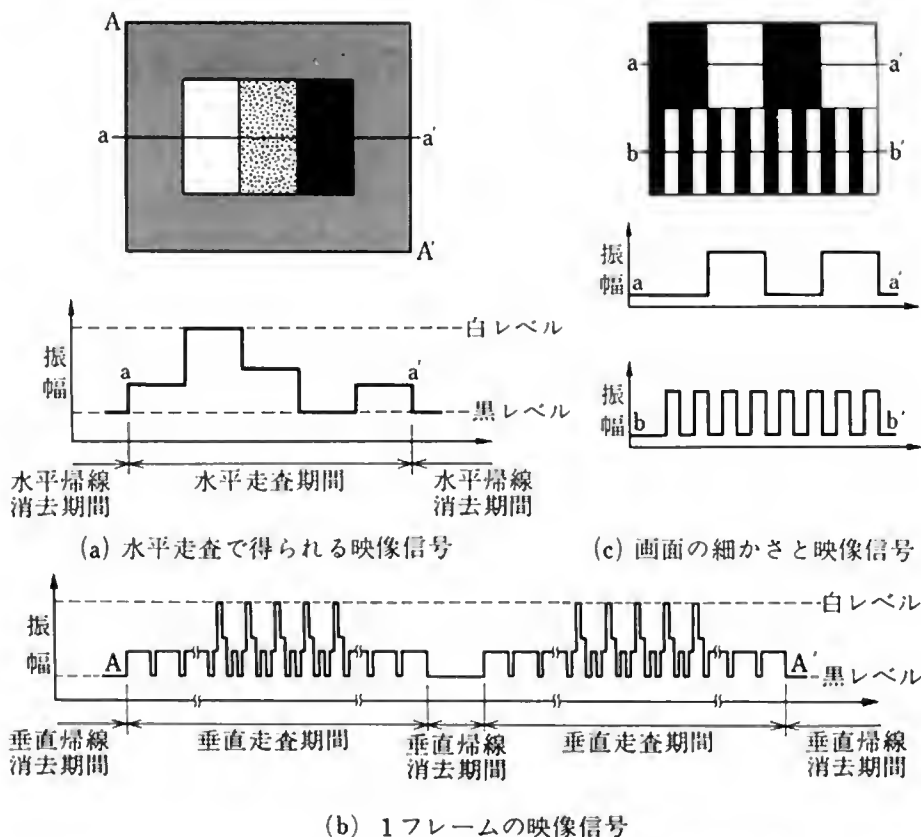 A
a
a′
A′
振幅
a
a′
白レベル
黒レベル
水平帰線消去期間
水平走査期間
水平帰線消去期間
(a) 水平走査で得られる映像信号
a
a′
b
b′
振幅
a
a′
振幅
b
b′
(c) 画面の細かさと映像信号
振幅
A
A′
白レベル
黒レベル
垂直帰線消去期間
垂直走査期間
垂直帰線消去期間
垂直走査期間
垂直帰線消去期間
(b) 1フレームの映像信号